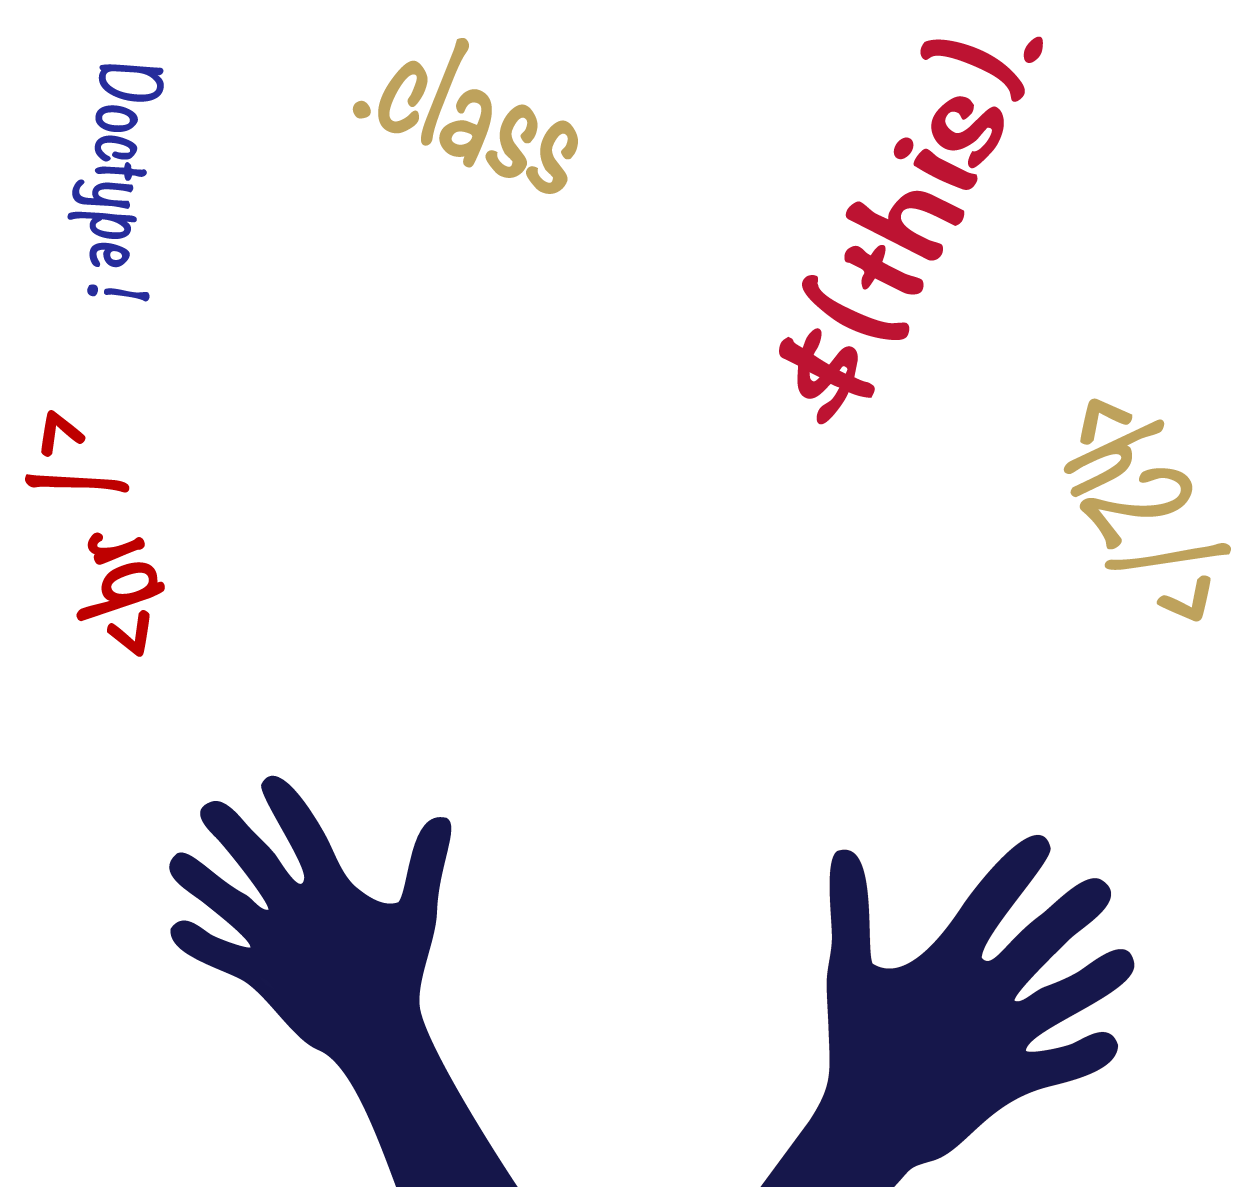 Doctype !
.class
$(this).
<br />
<h2/>